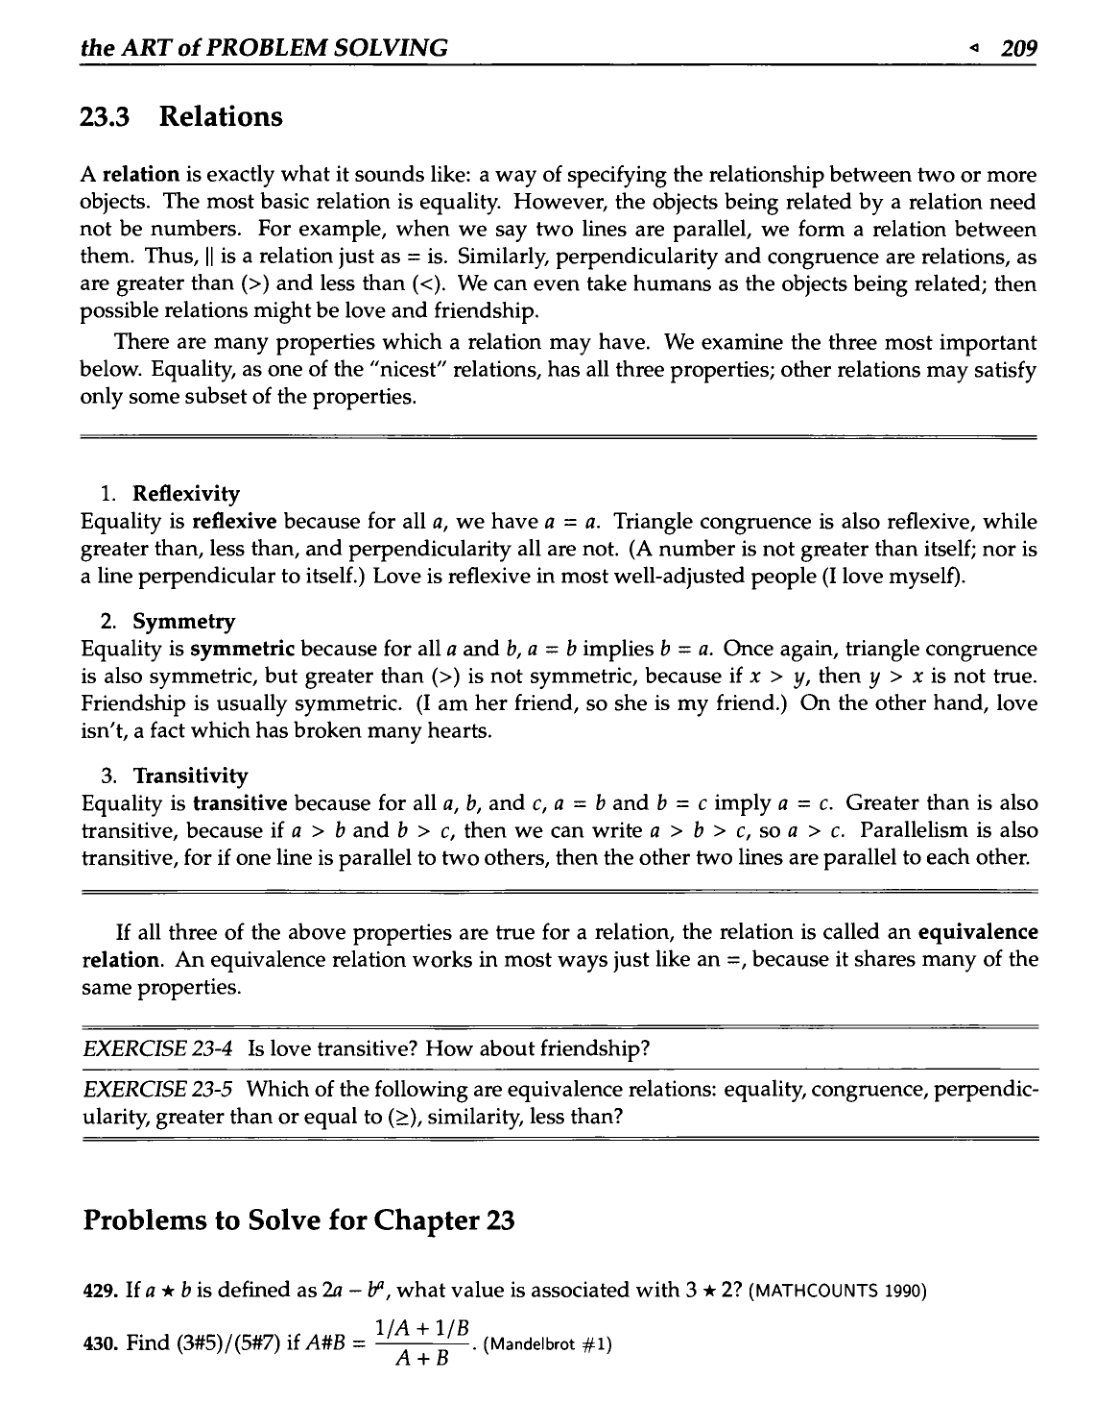 the ART of PROBLEM SOLVING ◃ 209
23.3 Relations
A relation is exactly what it sounds like: a way of specifying the relationship between two or more
objects. The most basic relation is equality. However, the objects being related by a relation need
not be numbers. For example, when we say two lines are parallel, we form a relation between
them. Thus, || is a relation just as = is. Similarly, perpendicularity and congruence are relations, as
are greater than (>) and less than (<). We can even take humans as the objects being related; then
possible relations might be love and friendship.
There are many properties which a relation may have. We examine the three most important
below. Equality, as one of the "nicest" relations, has all three properties; other relations may satisfy
only some subset of the properties.
1. Reflexivity
Equality is reflexive because for all a, we have a = a. Triangle congruence is also reflexive, while
greater than, less than, and perpendicularity all are not. (A number is not greater than itself; nor is
a line perpendicular to itself.) Love is reflexive in most well-adjusted people (I love myself).
2. Symmetry
Equality is symmetric because for all a and b, a = b implies b = a. Once again, triangle congruence
is also symmetric, but greater than (>) is not symmetric, because if x > y, then y > x is not true.
Friendship is usually symmetric. (I am her friend, so she is my friend.) On the other hand, love
isn't, a fact which has broken many hearts.
3. Transitivity
Equality is transitive because for all a, b, and c, a = b and b = c imply a = c. Greater than is also
transitive, because if a > b and b > c, then we can write a > b > c, so a > c. Parallelism is also
transitive, for if one line is parallel to two others, then the other two lines are parallel to each other.
If all three of the above properties are true for a relation, the relation is called an equivalence
relation. An equivalence relation works in most ways just like an =, because it shares many of the
same properties.
EXERCISE 23-4 Is love transitive? How about friendship?
EXERCISE 23-5 Which of the following are equivalence relations: equality, congruence, perpendic-
ularity, greater than or equal to (≥), similarity, less than?
Problems to Solve for Chapter 23
429. If a ★ b is defined as 2a − bᵃ, what value is associated with 3 ★ 2? (MATHCOUNTS 1990)
430. Find (3#5)/(5#7) if A#B = (1/A + 1/B)/(A + B). (Mandelbrot #1)